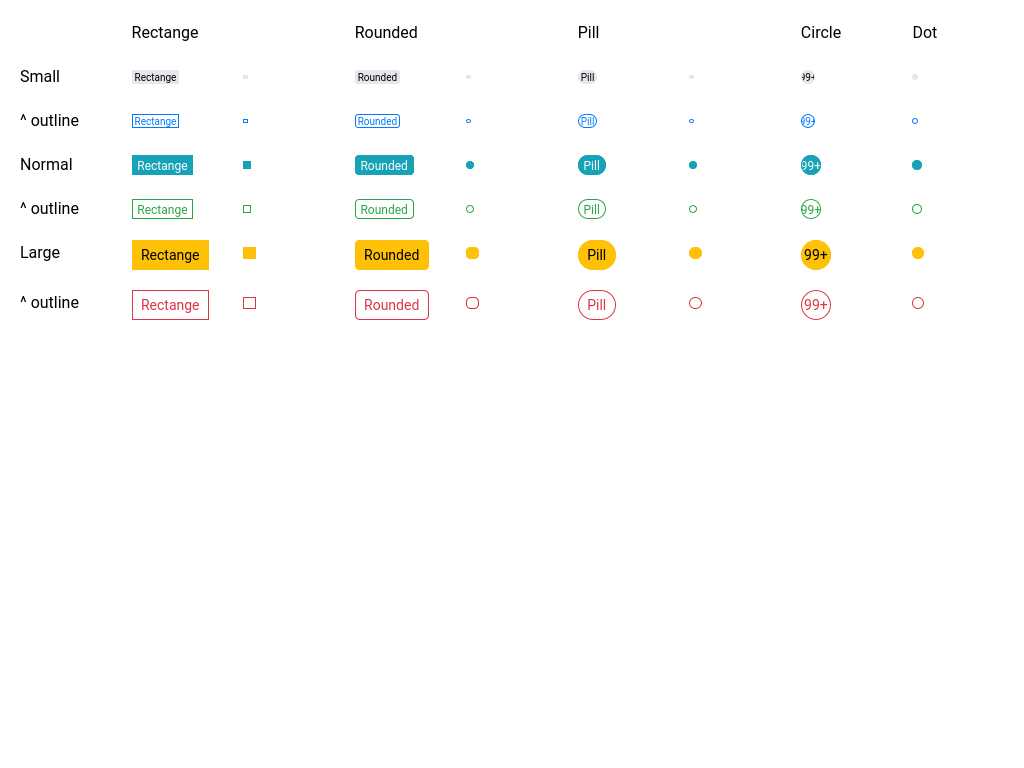 Rectange Rounded Pill Circle Dot
Small Rectange Rounded Pill 99+
^ outline Rectange Rounded Pill 99+
Normal Rectange Rounded Pill 99+
^ outline Rectange Rounded Pill 99+
Large Rectange Rounded Pill 99+
^ outline Rectange Rounded Pill 99+